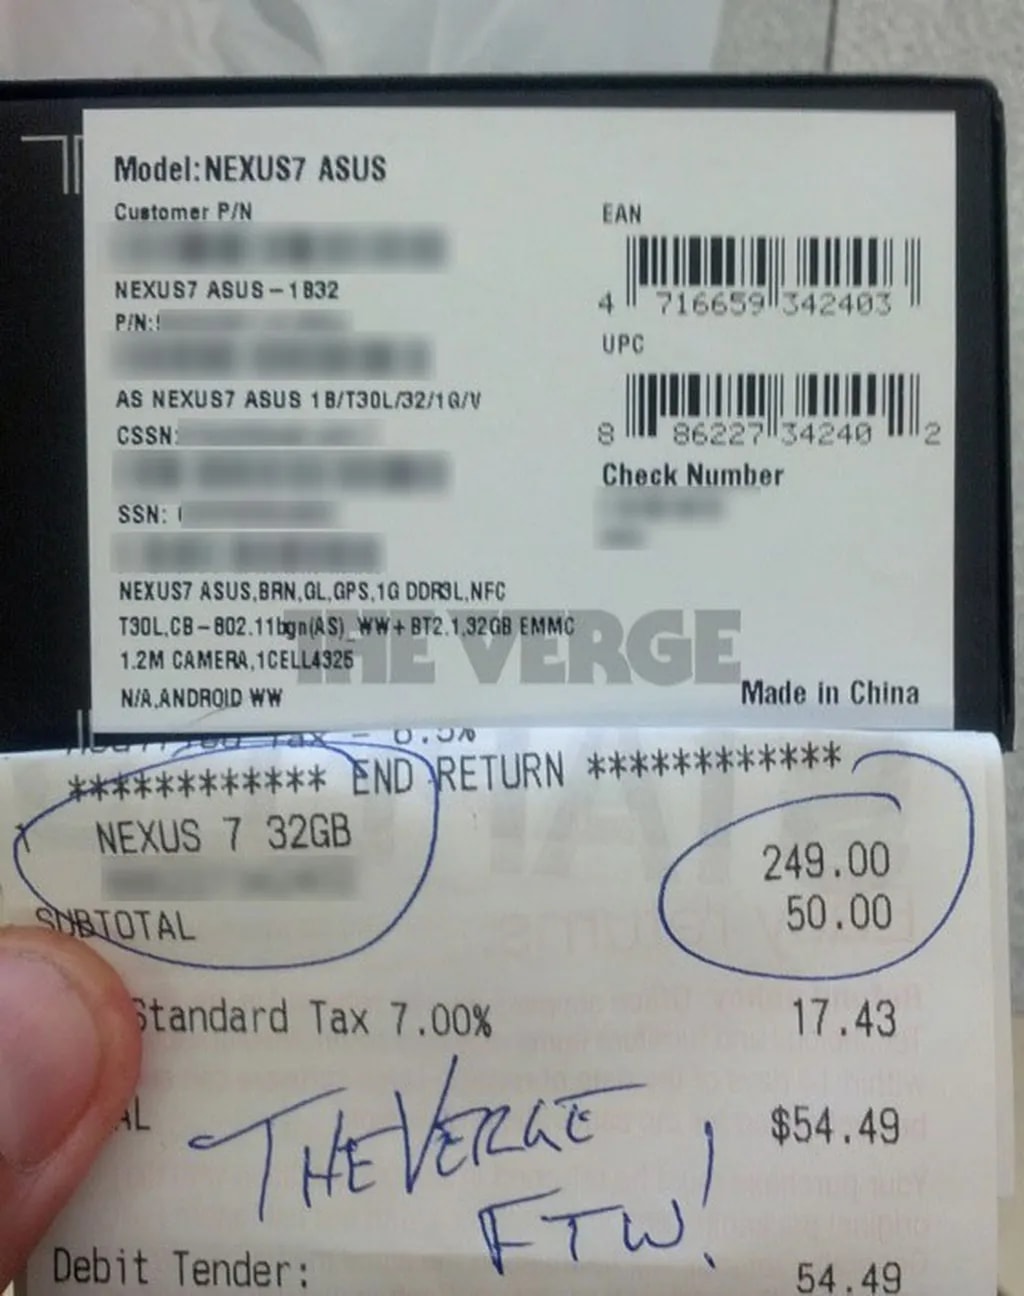 Model:NEXUS7 ASUS
Customer P/N
NEXUS7 ASUS-1B32
P/N:
AS NEXUS7 ASUS 1B/T30L/32/1G/V
CSSN:
SSN:
EAN
4 716659 342403
UPC
8 86227 34240 2
Check Number
NEXUS7 ASUS,BRN,GL,GPS,1G DDR3L,NFC
T30L,CB-802.11bgn(AS)_WW+BT2.1,32GB EMMC
1.2M CAMERA,1CELL4325
N/A,ANDROID WW
THE VERGE
Made in China
Tax - 6.5%
************ END RETURN ************
NEXUS 7 32GB 249.00
SUBTOTAL 50.00
Standard Tax 7.00% 17.43
$54.49
THE VERGE
FTW!
Debit Tender: 54.49